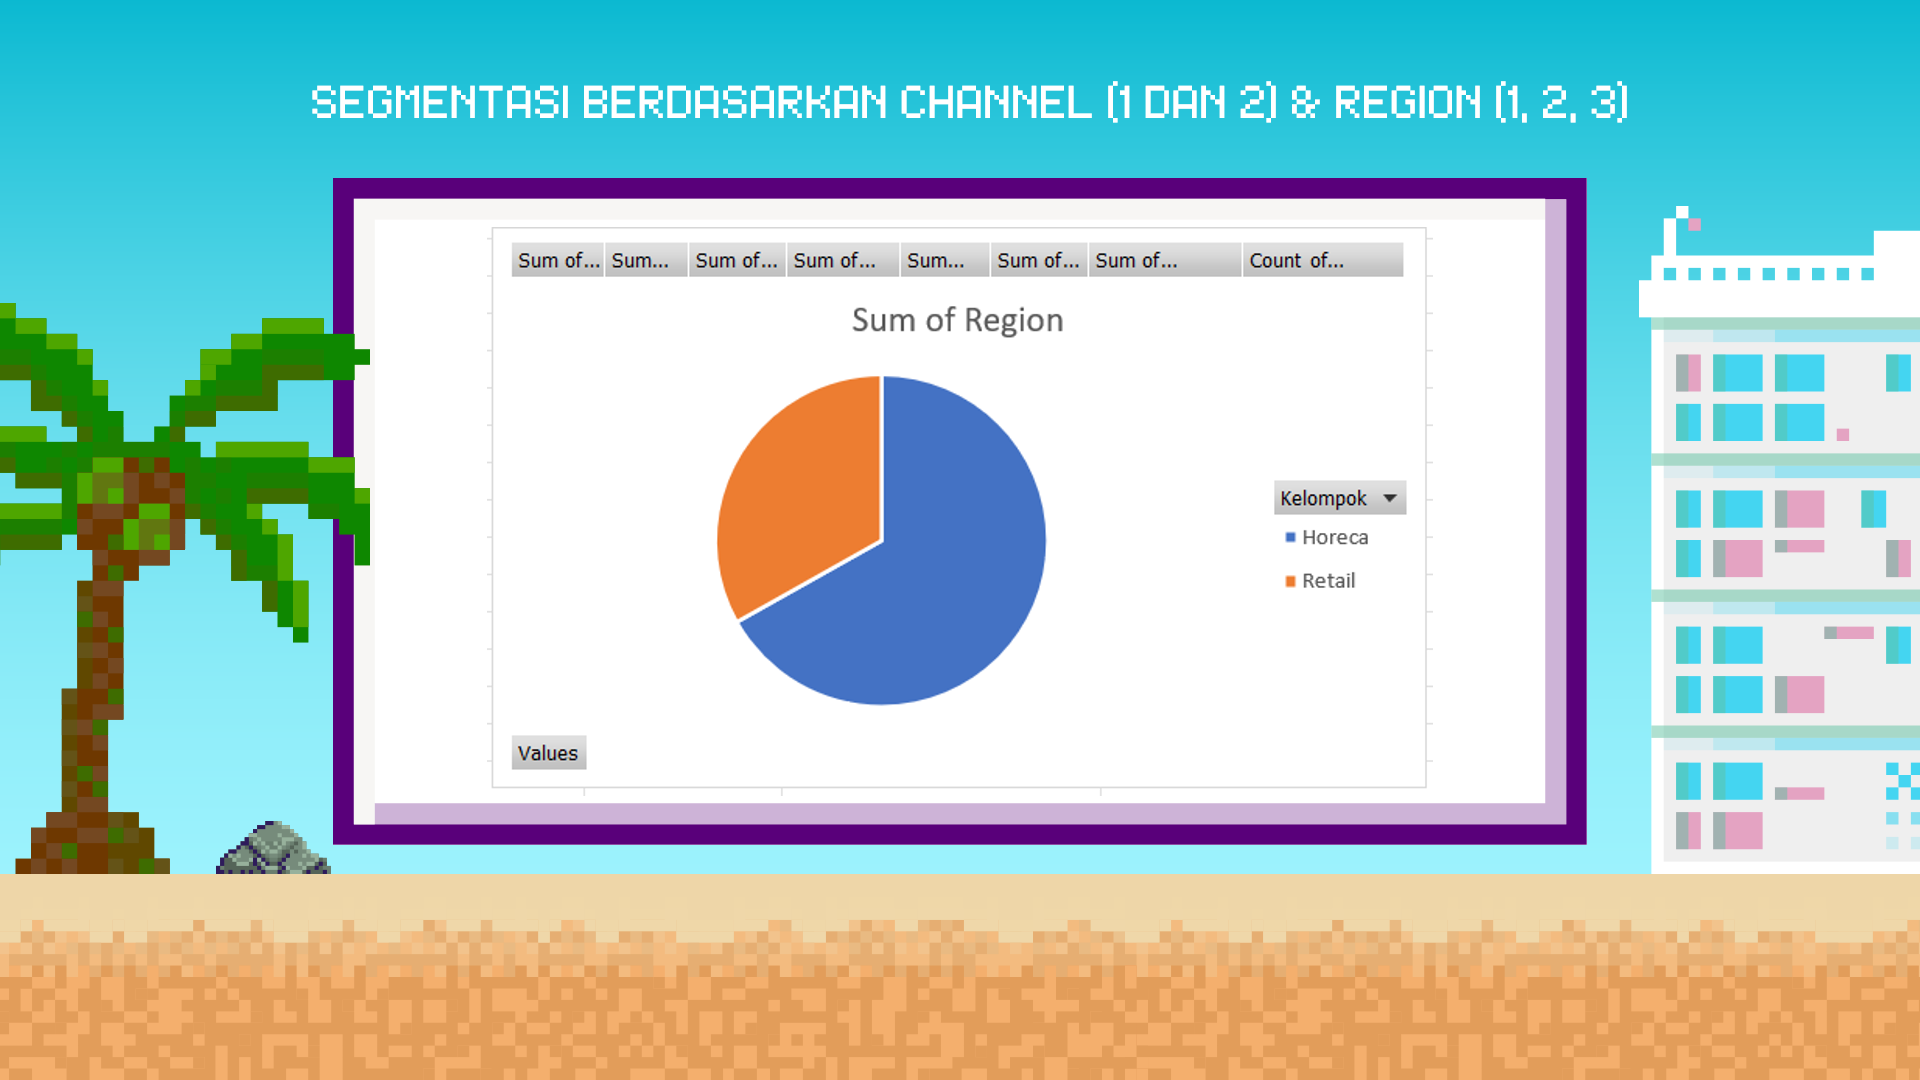 SEGMENTASI BERDASARKAN CHANNEL (1 DAN 2) & REGION (1, 2, 3)
Sum of... Sum... Sum of... Sum of... Sum... Sum of... Sum of... Count of...
Sum of Region
Kelompok
Horeca
Retail
Values